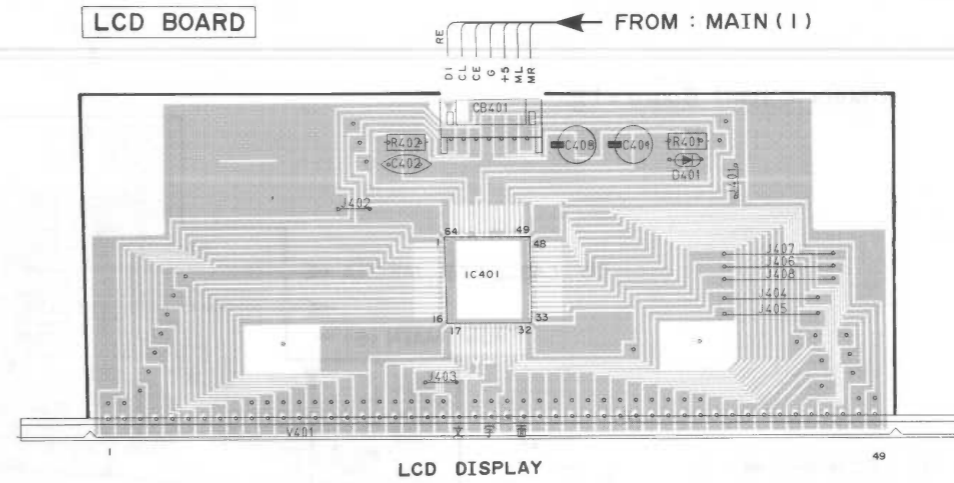 LCD BOARD
FROM : MAIN (1)
RE
DI
CL
CE
G
+5
ML
MR
CB401
R402
C402
C408
C401
R401
D401
J401
J402
64
49
1
48
IC401
J407
J406
J408
J404
J405
16
33
17
32
J403
V401
文字面
1
49
LCD DISPLAY